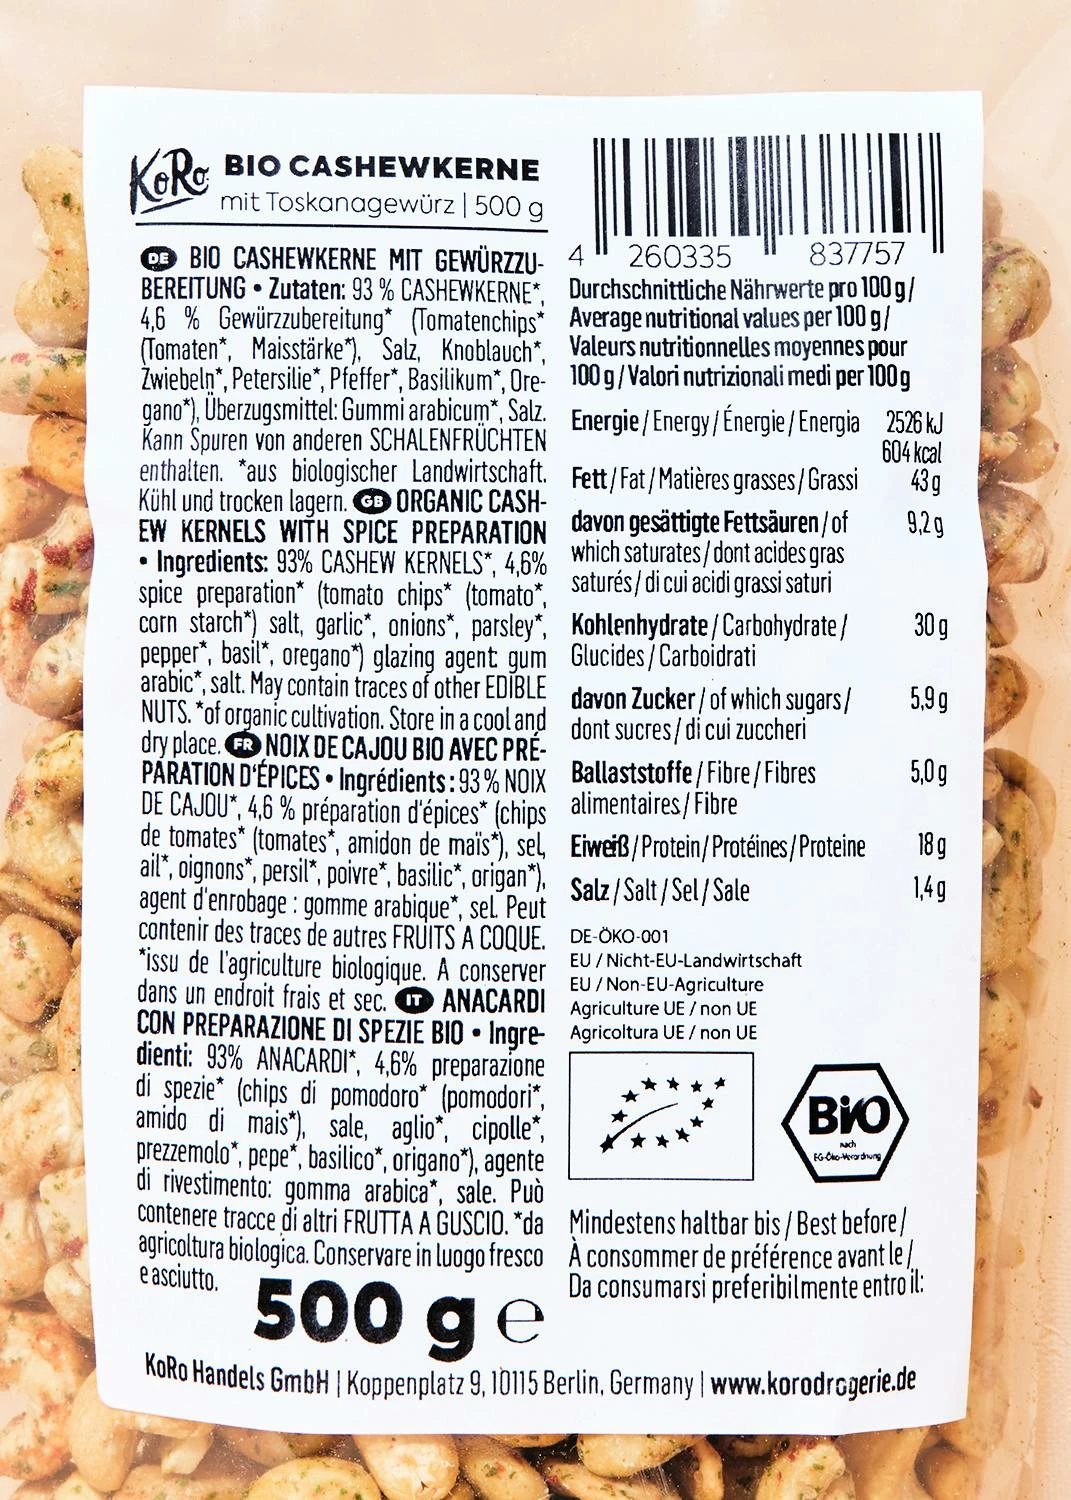 KoRo
BIO CASHEWKERNE
mit Toskanagewürz | 500 g
DE BIO CASHEWKERNE MIT GEWÜRZZU-
BEREITUNG • Zutaten: 93 % CASHEWKERNE*,
4,6 % Gewürzzubereitung* (Tomatenchips*
(Tomaten*, Maisstärke*), Salz, Knoblauch*,
Zwiebeln*, Petersilie*, Pfeffer*, Basilikum*, Ore-
gano*), Überzugsmittel: Gummi arabicum*, Salz.
Kann Spuren von anderen SCHALENFRÜCHTEN
enthalten. *aus biologischer Landwirtschaft.
Kühl und trocken lagern. GB ORGANIC CASH-
EW KERNELS WITH SPICE PREPARATION
• Ingredients: 93% CASHEW KERNELS*, 4,6%
spice preparation* (tomato chips* (tomato*,
corn starch*) salt, garlic*, onions*, parsley*,
pepper*, basil*, oregano*) glazing agent: gum
arabic*, salt. May contain traces of other EDIBLE
NUTS. *of organic cultivation. Store in a cool and
dry place. FR NOIX DE CAJOU BIO AVEC PRÉ-
PARATION D'ÉPICES • Ingrédients : 93 % NOIX
DE CAJOU*, 4,6 % préparation d'épices* (chips
de tomates* (tomates*, amidon de maïs*), sel,
ail*, oignons*, persil*, poivre*, basilic*, origan*),
agent d'enrobage : gomme arabique*, sel. Peut
contenir des traces de autres FRUITS A COQUE.
*issu de l'agriculture biologique. A conserver
dans un endroit frais et sec. IT ANACARDI
CON PREPARAZIONE DI SPEZIE BIO • Ingre-
dienti: 93% ANACARDI*, 4,6% preparazione
di spezie* (chips di pomodoro* (pomodori*,
amido di mais*), sale, aglio*, cipolle*,
prezzemolo*, pepe*, basilico*, origano*), agente
di rivestimento: gomma arabica*, sale. Può
contenere tracce di altri FRUTTA A GUSCIO. *da
agricoltura biologica. Conservare in luogo fresco
e asciutto.
500 g e
4 260335 837757
Durchschnittliche Nährwerte pro 100 g /
Average nutritional values per 100 g /
Valeurs nutritionnelles moyennes pour
100 g / Valori nutrizionali medi per 100 g
Energie / Energy / Énergie / Energia 2526 kJ
604 kcal
Fett / Fat / Matières grasses / Grassi 43 g
davon gesättigte Fettsäuren / of 9,2 g
which saturates / dont acides gras
saturés / di cui acidi grassi saturi
Kohlenhydrate / Carbohydrate / 30 g
Glucides / Carboidrati
davon Zucker / of which sugars / 5,9 g
dont sucres / di cui zuccheri
Ballaststoffe / Fibre / Fibres 5,0 g
alimentaires / Fibre
Eiweiß / Protein / Protéines / Proteine 18 g
Salz / Salt / Sel / Sale 1,4 g
DE-ÖKO-001
EU / Nicht-EU-Landwirtschaft
EU / Non-EU-Agriculture
Agriculture UE / non UE
Agricoltura UE / non UE
BIO
nach
EG-Öko-Verordnung
Mindestens haltbar bis / Best before /
À consommer de préférence avant le /
Da consumarsi preferibilmente entro il:
KoRo Handels GmbH | Koppenplatz 9, 10115 Berlin, Germany | www.korodrogerie.de